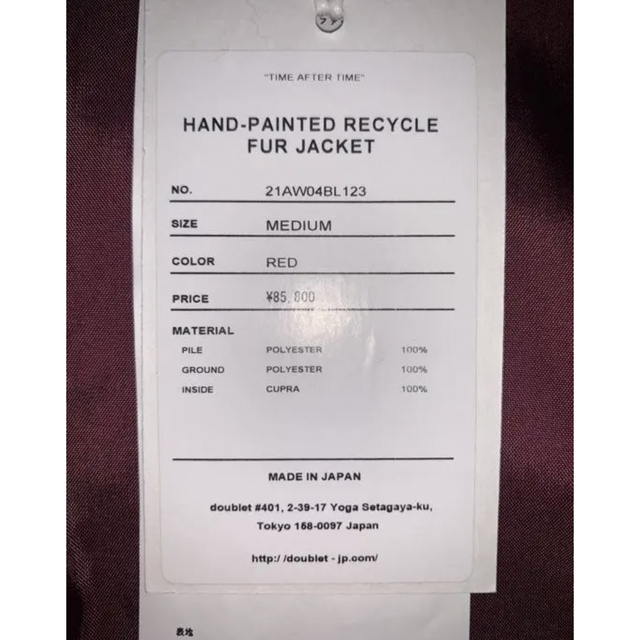 "TIME AFTER TIME"
HAND-PAINTED RECYCLE
FUR JACKET
NO. 21AW04BL123
SIZE MEDIUM
COLOR RED
PRICE ¥85,800
MATERIAL
PILE POLYESTER 100%
GROUND POLYESTER 100%
INSIDE CUPRA 100%
MADE IN JAPAN
doublet #401, 2-39-17 Yoga Setagaya-ku,
Tokyo 158-0097 Japan
http://doublet-jp.com/
表地